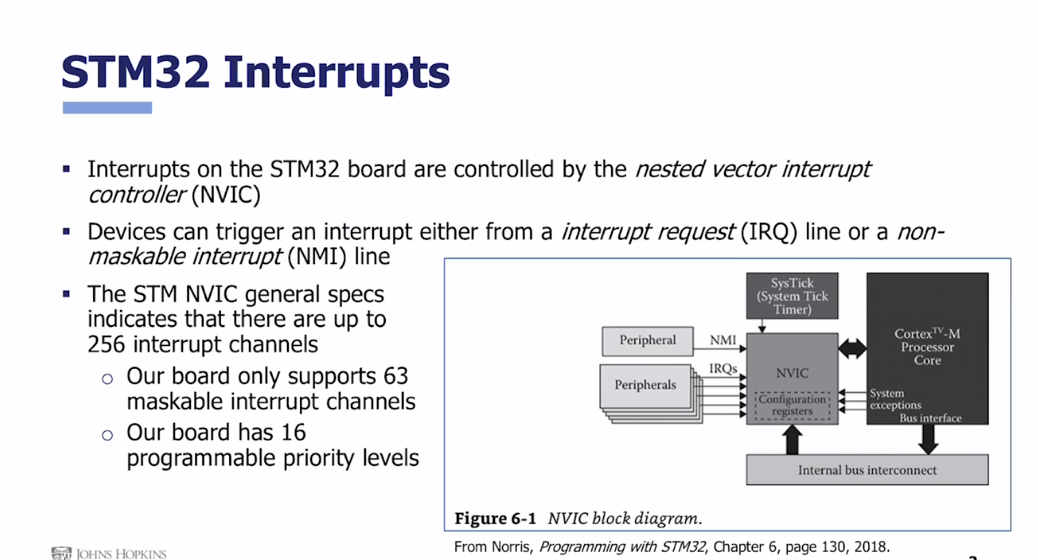 STM32 Interrupts
▪ Interrupts on the STM32 board are controlled by the nested vector interrupt
controller (NVIC)
▪ Devices can trigger an interrupt either from a interrupt request (IRQ) line or a non-
maskable interrupt (NMI) line
▪ The STM NVIC general specs
indicates that there are up to
256 interrupt channels
o Our board only supports 63
maskable interrupt channels
o Our board has 16
programmable priority levels
SysTick
(System Tick
Timer)
Cortex™-M
Processor
Core
Peripheral
NMI
Peripherals
IRQs
NVIC
Configuration
registers
System
exceptions
Bus interface
Internal bus interconnect
Figure 6-1 NVIC block diagram.
From Norris, Programming with STM32, Chapter 6, page 130, 2018.
JOHNS HOPKINS